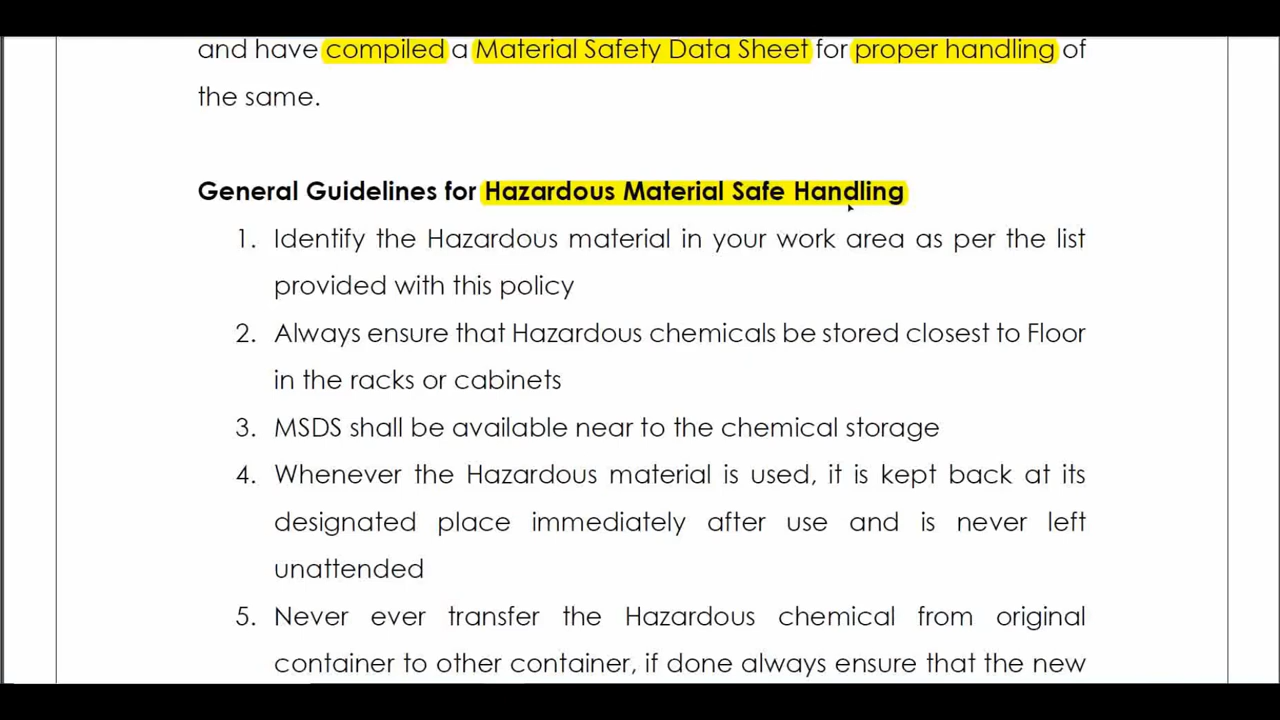 and have compiled a Material Safety Data Sheet for proper handling of
the same.
General Guidelines for Hazardous Material Safe Handling
1. Identify the Hazardous material in your work area as per the list
provided with this policy
2. Always ensure that Hazardous chemicals be stored closest to Floor
in the racks or cabinets
3. MSDS shall be available near to the chemical storage
4. Whenever the Hazardous material is used, it is kept back at its
designated place immediately after use and is never left
unattended
5. Never ever transfer the Hazardous chemical from original
container to other container, if done always ensure that the new